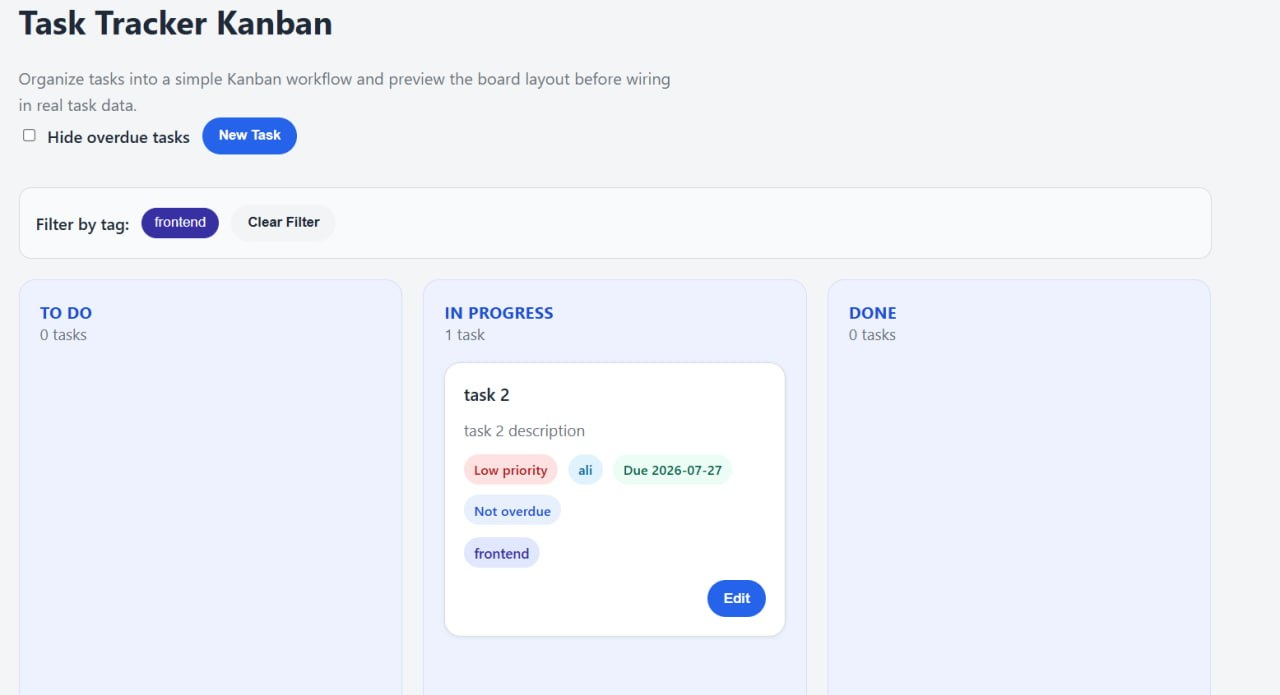 Task Tracker Kanban
Organize tasks into a simple Kanban workflow and preview the board layout before wiring
in real task data.
Hide overdue tasks New Task
Filter by tag: frontend Clear Filter
TO DO
0 tasks
IN PROGRESS
1 task
task 2
task 2 description
Low priority ali Due 2026-07-27
Not overdue
frontend
Edit
DONE
0 tasks